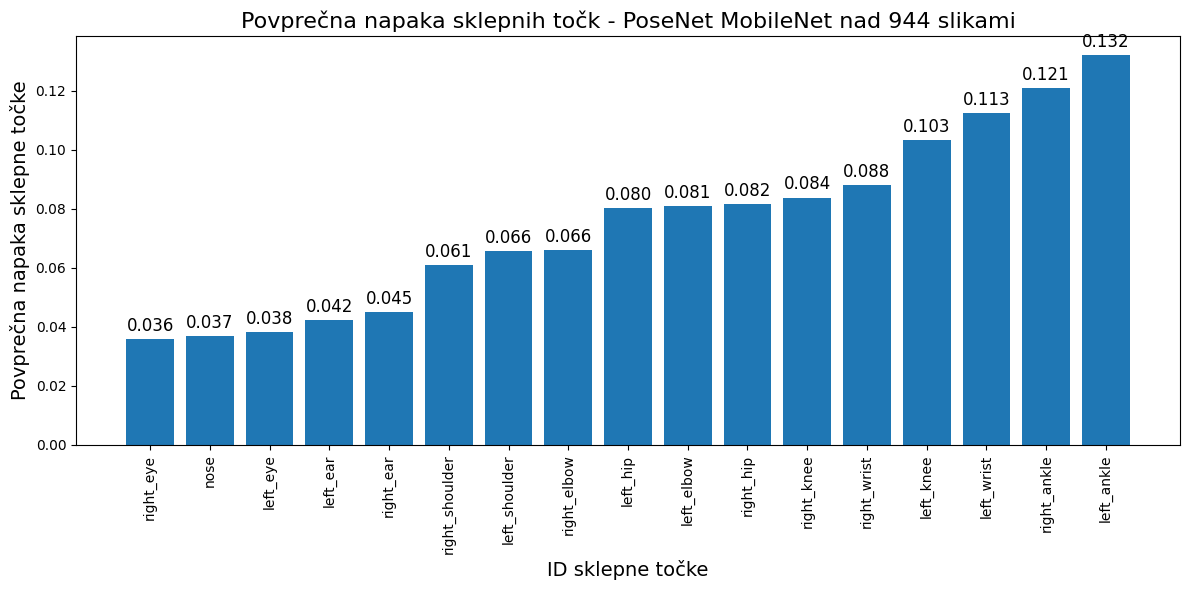 Povprečna napaka sklepnih točk - PoseNet MobileNet nad 944 slikami
Povprečna napaka sklepne točke
0.12
0.10
0.08
0.06
0.04
0.02
0.00
0.036
0.037
0.038
0.042
0.045
0.061
0.066
0.066
0.080
0.081
0.082
0.084
0.088
0.103
0.113
0.121
0.132
right_eye
nose
left_eye
left_ear
right_ear
right_shoulder
left_shoulder
right_elbow
left_hip
left_elbow
right_hip
right_knee
right_wrist
left_knee
left_wrist
right_ankle
left_ankle
ID sklepne točke